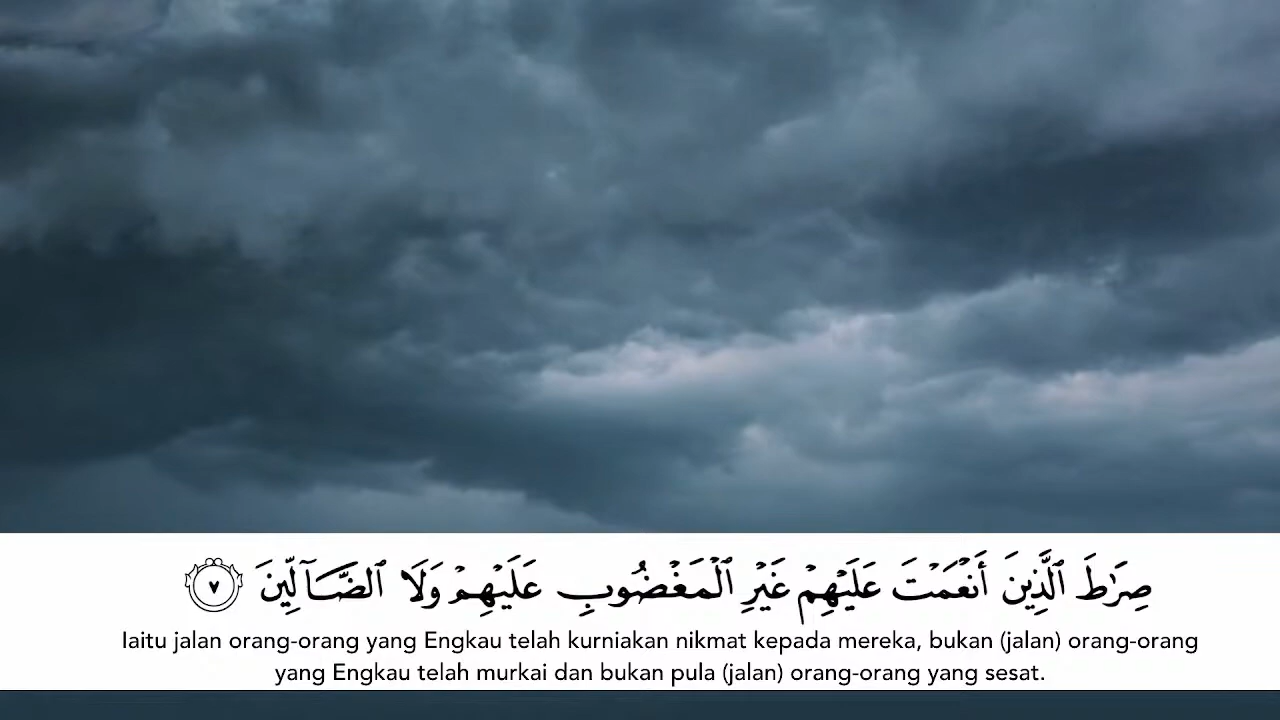 صِرَٰطَ ٱلَّذِينَ أَنْعَمْتَ عَلَيْهِمْ غَيْرِ ٱلْمَغْضُوبِ عَلَيْهِمْ وَلَا ٱلضَّآلِّينَ ٧
Iaitu jalan orang-orang yang Engkau telah kurniakan nikmat kepada mereka, bukan (jalan) orang-orang
yang Engkau telah murkai dan bukan pula (jalan) orang-orang yang sesat.